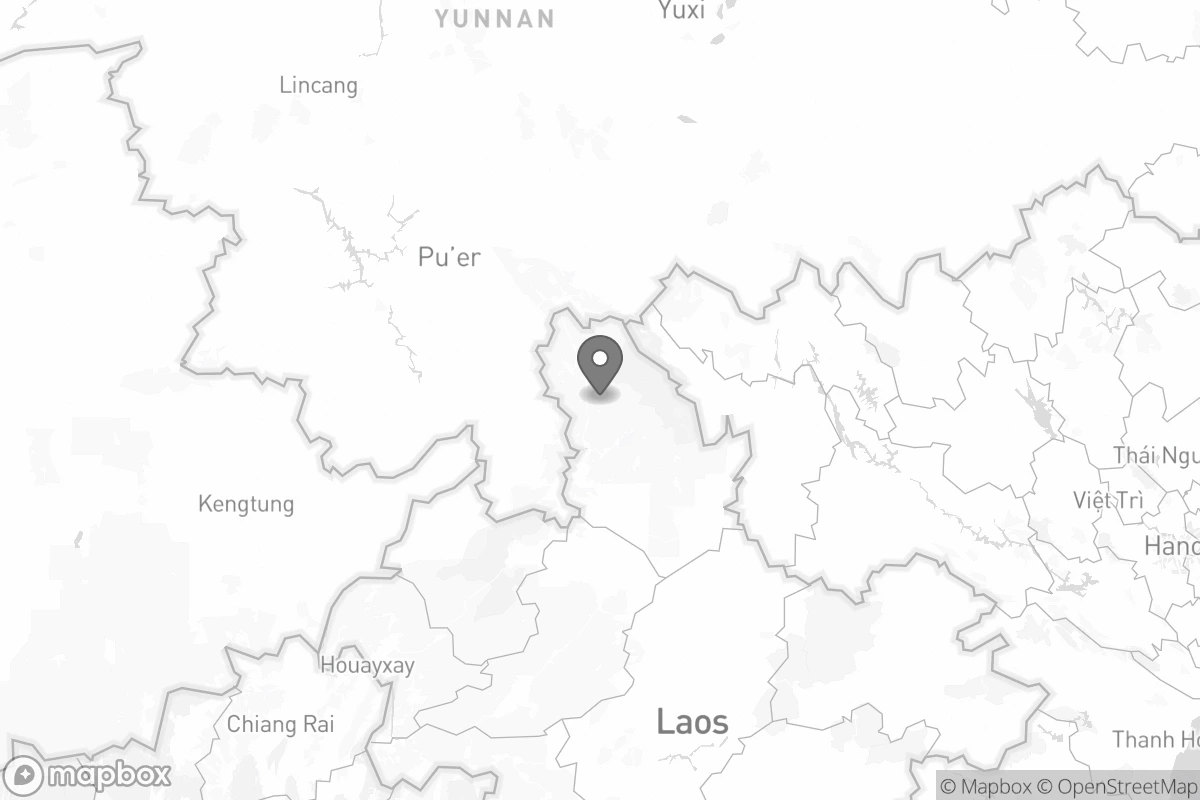 YUNNAN
Yuxi
Lincang
Pu’er
Thái Ngu
Kengtung
Việt Trì
Hano
Houayxay
Chiang Rai
Laos
Thanh Ho
mapbox
© Mapbox © OpenStreetMap